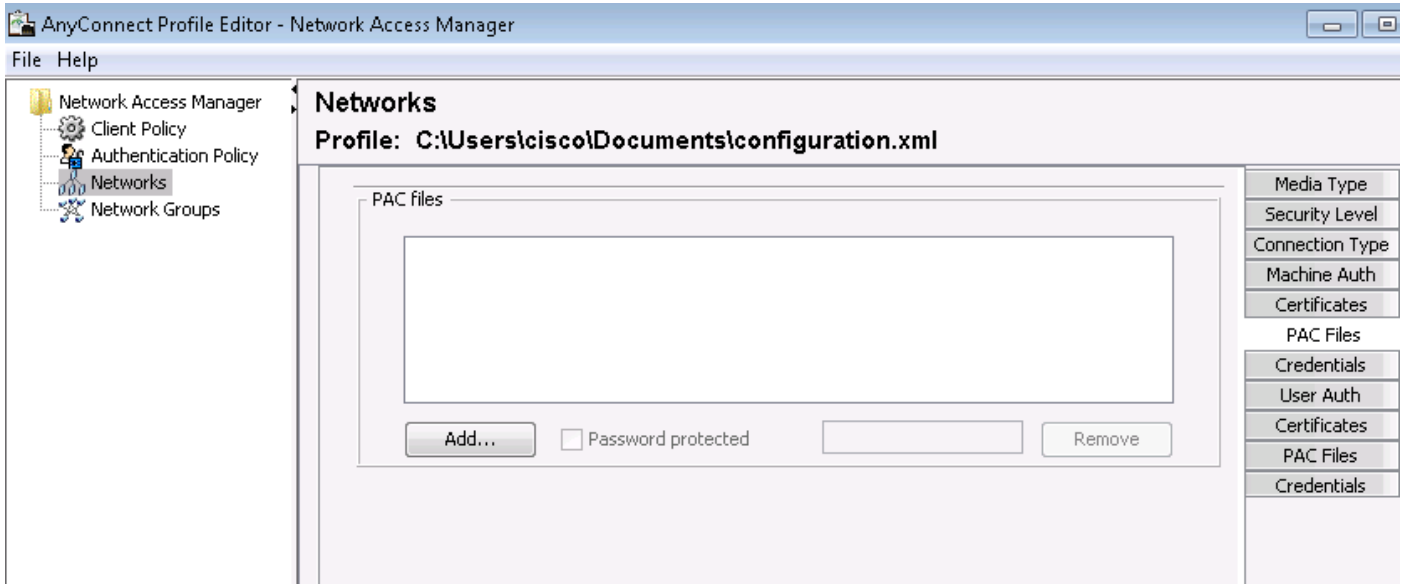 AnyConnect Profile Editor - Network Access Manager
File Help
Network Access Manager
Client Policy
Authentication Policy
Networks
Network Groups
Networks
Profile: C:\Users\cisco\Documents\configuration.xml
PAC files
Add...
Password protected
Remove
Media Type
Security Level
Connection Type
Machine Auth
Certificates
PAC Files
Credentials
User Auth
Certificates
PAC Files
Credentials